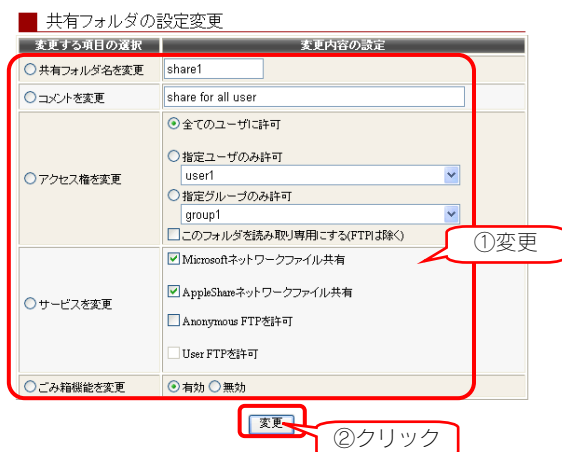 共有フォルダの設定変更
変更する項目の選択 変更内容の設定
共有フォルダ名を変更 share1
コメントを変更 share for all user
全てのユーザに許可
指定ユーザのみ許可
user1
アクセス権を変更
指定グループのみ許可
group1
このフォルダを読み取り専用にする(FTPは除く)
①変更
Microsoftネットワークファイル共有
AppleShareネットワークファイル共有
サービスを変更
Anonymous FTPを許可
User FTPを許可
ごみ箱機能を変更 有効 無効
変更
②クリック